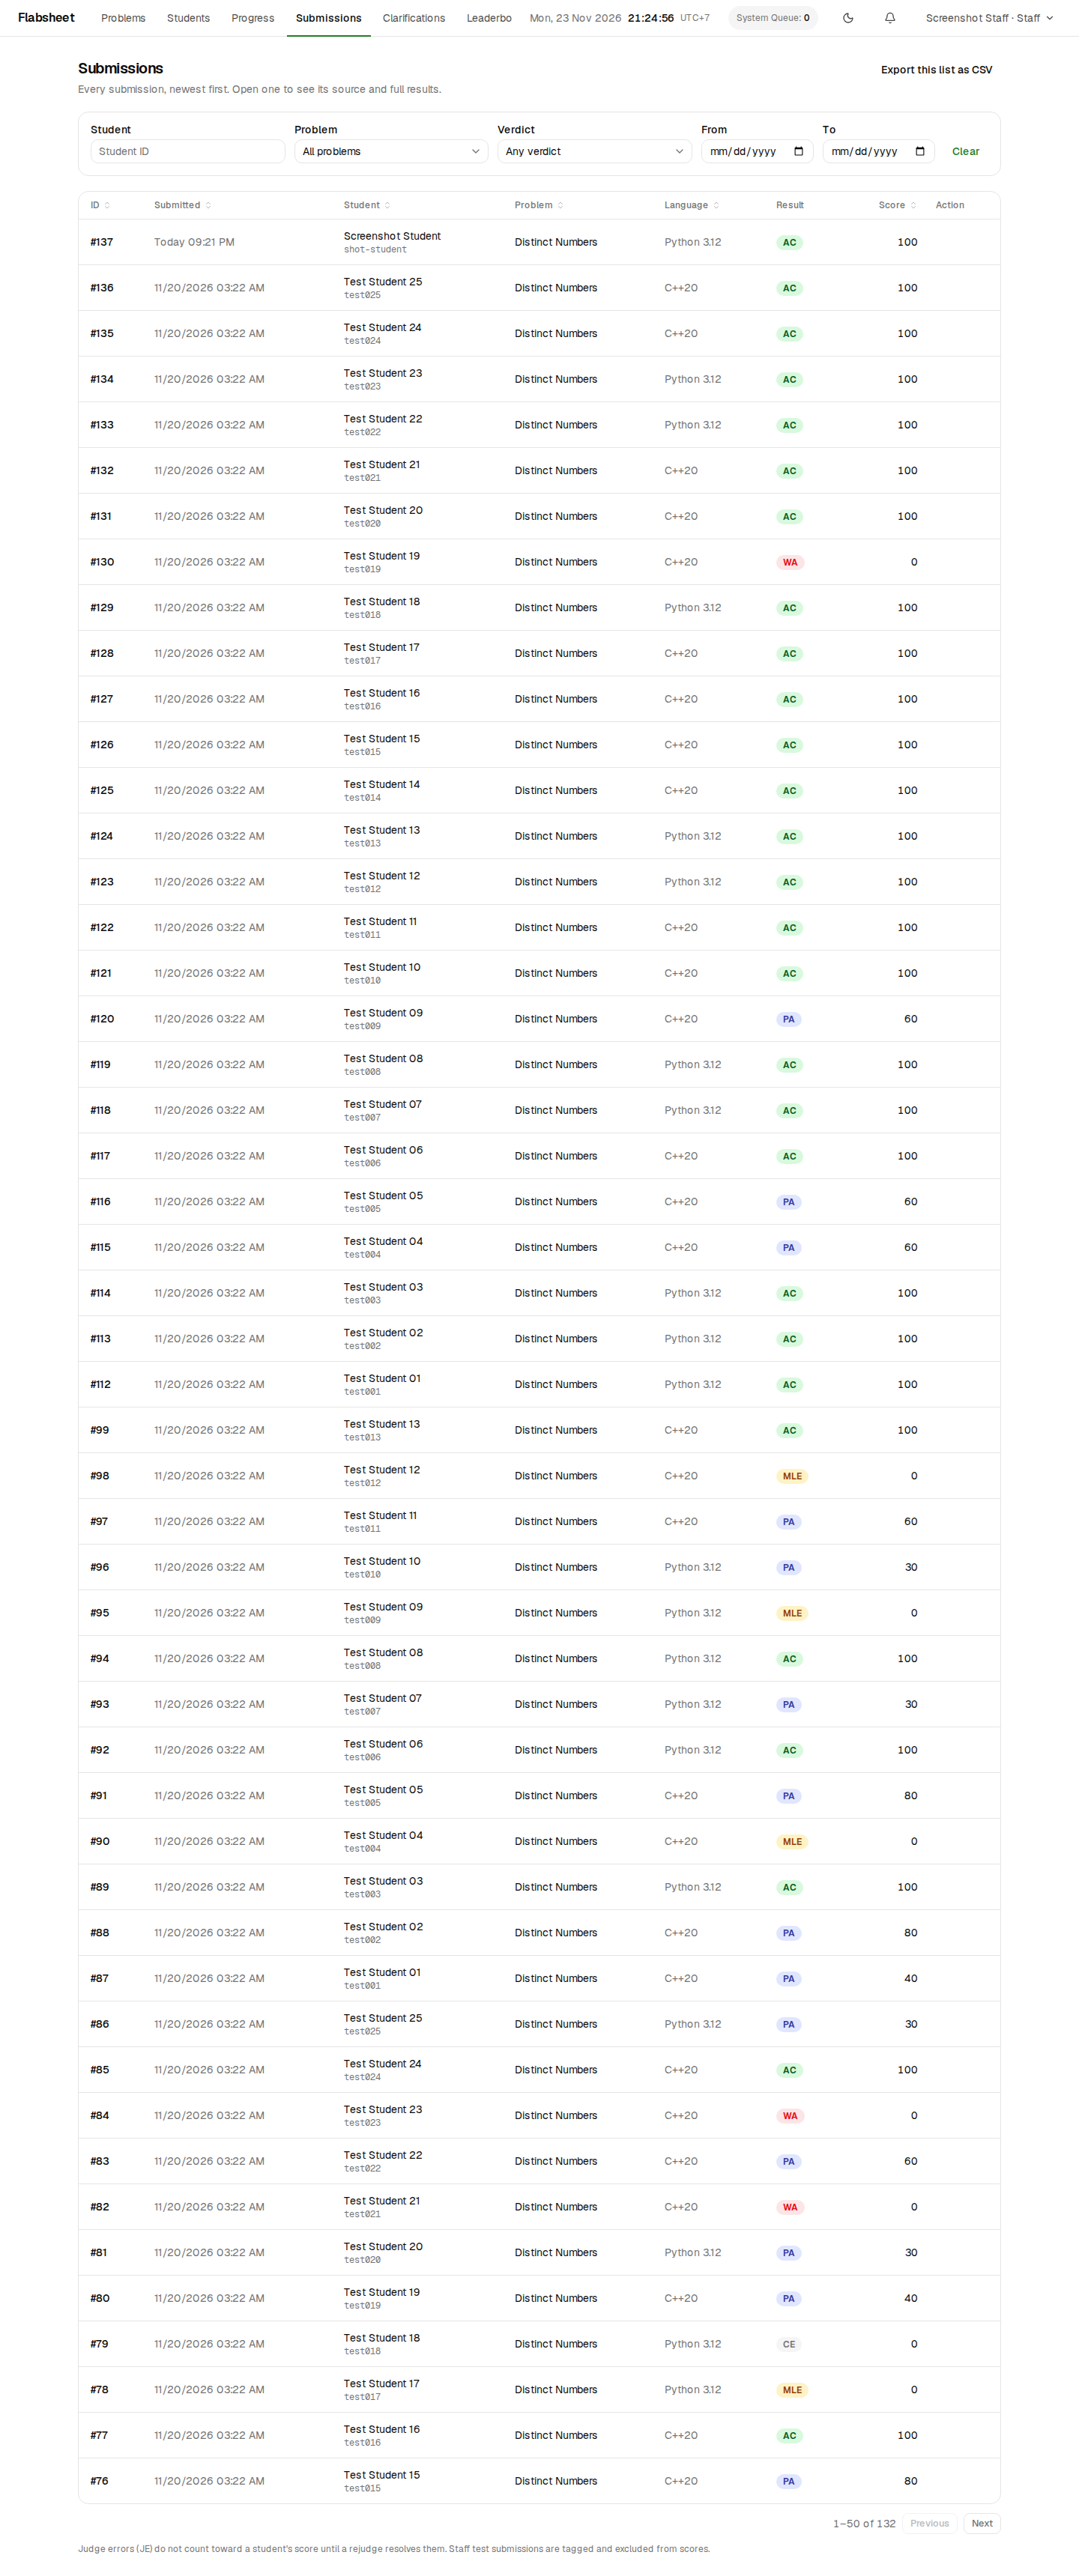 Flabsheet Problems Students Progress Submissions Clarifications Leaderbo Mon, 23 Nov 2026 21:24:56 UTC+7 System Queue: 0 Screenshot Staff · Staff
Submissions Export this list as CSV
Every submission, newest first. Open one to see its source and full results.
Student Problem Verdict From To
Student ID All problems Any verdict mm/dd/yyyy mm/dd/yyyy Clear
ID Submitted Student Problem Language Result Score Action
#137 Today 09:21 PM Screenshot Student Distinct Numbers Python 3.12 AC 100
shot-student
#136 11/20/2026 03:22 AM Test Student 25 Distinct Numbers C++20 AC 100
test025
#135 11/20/2026 03:22 AM Test Student 24 Distinct Numbers C++20 AC 100
test024
#134 11/20/2026 03:22 AM Test Student 23 Distinct Numbers Python 3.12 AC 100
test023
#133 11/20/2026 03:22 AM Test Student 22 Distinct Numbers Python 3.12 AC 100
test022
#132 11/20/2026 03:22 AM Test Student 21 Distinct Numbers C++20 AC 100
test021
#131 11/20/2026 03:22 AM Test Student 20 Distinct Numbers C++20 AC 100
test020
#130 11/20/2026 03:22 AM Test Student 19 Distinct Numbers C++20 WA 0
test019
#129 11/20/2026 03:22 AM Test Student 18 Distinct Numbers Python 3.12 AC 100
test018
#128 11/20/2026 03:22 AM Test Student 17 Distinct Numbers C++20 AC 100
test017
#127 11/20/2026 03:22 AM Test Student 16 Distinct Numbers C++20 AC 100
test016
#126 11/20/2026 03:22 AM Test Student 15 Distinct Numbers C++20 AC 100
test015
#125 11/20/2026 03:22 AM Test Student 14 Distinct Numbers C++20 AC 100
test014
#124 11/20/2026 03:22 AM Test Student 13 Distinct Numbers Python 3.12 AC 100
test013
#123 11/20/2026 03:22 AM Test Student 12 Distinct Numbers Python 3.12 AC 100
test012
#122 11/20/2026 03:22 AM Test Student 11 Distinct Numbers C++20 AC 100
test011
#121 11/20/2026 03:22 AM Test Student 10 Distinct Numbers C++20 AC 100
test010
#120 11/20/2026 03:22 AM Test Student 09 Distinct Numbers C++20 PA 60
test009
#119 11/20/2026 03:22 AM Test Student 08 Distinct Numbers Python 3.12 AC 100
test008
#118 11/20/2026 03:22 AM Test Student 07 Distinct Numbers Python 3.12 AC 100
test007
#117 11/20/2026 03:22 AM Test Student 06 Distinct Numbers C++20 AC 100
test006
#116 11/20/2026 03:22 AM Test Student 05 Distinct Numbers C++20 PA 60
test005
#115 11/20/2026 03:22 AM Test Student 04 Distinct Numbers C++20 PA 60
test004
#114 11/20/2026 03:22 AM Test Student 03 Distinct Numbers Python 3.12 AC 100
test003
#113 11/20/2026 03:22 AM Test Student 02 Distinct Numbers Python 3.12 AC 100
test002
#112 11/20/2026 03:22 AM Test Student 01 Distinct Numbers Python 3.12 AC 100
test001
#99 11/20/2026 03:22 AM Test Student 13 Distinct Numbers C++20 AC 100
test013
#98 11/20/2026 03:22 AM Test Student 12 Distinct Numbers C++20 MLE 0
test012
#97 11/20/2026 03:22 AM Test Student 11 Distinct Numbers C++20 PA 60
test011
#96 11/20/2026 03:22 AM Test Student 10 Distinct Numbers Python 3.12 PA 30
test010
#95 11/20/2026 03:22 AM Test Student 09 Distinct Numbers Python 3.12 MLE 0
test009
#94 11/20/2026 03:22 AM Test Student 08 Distinct Numbers Python 3.12 AC 100
test008
#93 11/20/2026 03:22 AM Test Student 07 Distinct Numbers Python 3.12 PA 30
test007
#92 11/20/2026 03:22 AM Test Student 06 Distinct Numbers Python 3.12 AC 100
test006
#91 11/20/2026 03:22 AM Test Student 05 Distinct Numbers C++20 PA 80
test005
#90 11/20/2026 03:22 AM Test Student 04 Distinct Numbers C++20 MLE 0
test004
#89 11/20/2026 03:22 AM Test Student 03 Distinct Numbers Python 3.12 AC 100
test003
#88 11/20/2026 03:22 AM Test Student 02 Distinct Numbers C++20 PA 80
test002
#87 11/20/2026 03:22 AM Test Student 01 Distinct Numbers C++20 PA 40
test001
#86 11/20/2026 03:22 AM Test Student 25 Distinct Numbers Python 3.12 PA 30
test025
#85 11/20/2026 03:22 AM Test Student 24 Distinct Numbers C++20 AC 100
test024
#84 11/20/2026 03:22 AM Test Student 23 Distinct Numbers C++20 WA 0
test023
#83 11/20/2026 03:22 AM Test Student 22 Distinct Numbers C++20 PA 60
test022
#82 11/20/2026 03:22 AM Test Student 21 Distinct Numbers C++20 WA 0
test021
#81 11/20/2026 03:22 AM Test Student 20 Distinct Numbers Python 3.12 PA 30
test020
#80 11/20/2026 03:22 AM Test Student 19 Distinct Numbers C++20 PA 40
test019
#79 11/20/2026 03:22 AM Test Student 18 Distinct Numbers Python 3.12 CE 0
test018
#78 11/20/2026 03:22 AM Test Student 17 Distinct Numbers Python 3.12 MLE 0
test017
#77 11/20/2026 03:22 AM Test Student 16 Distinct Numbers C++20 AC 100
test016
#76 11/20/2026 03:22 AM Test Student 15 Distinct Numbers C++20 PA 80
test015
1–50 of 132 Previous Next
Judge errors (JE) do not count toward a student's score until a rejudge resolves them. Staff test submissions are tagged and excluded from scores.